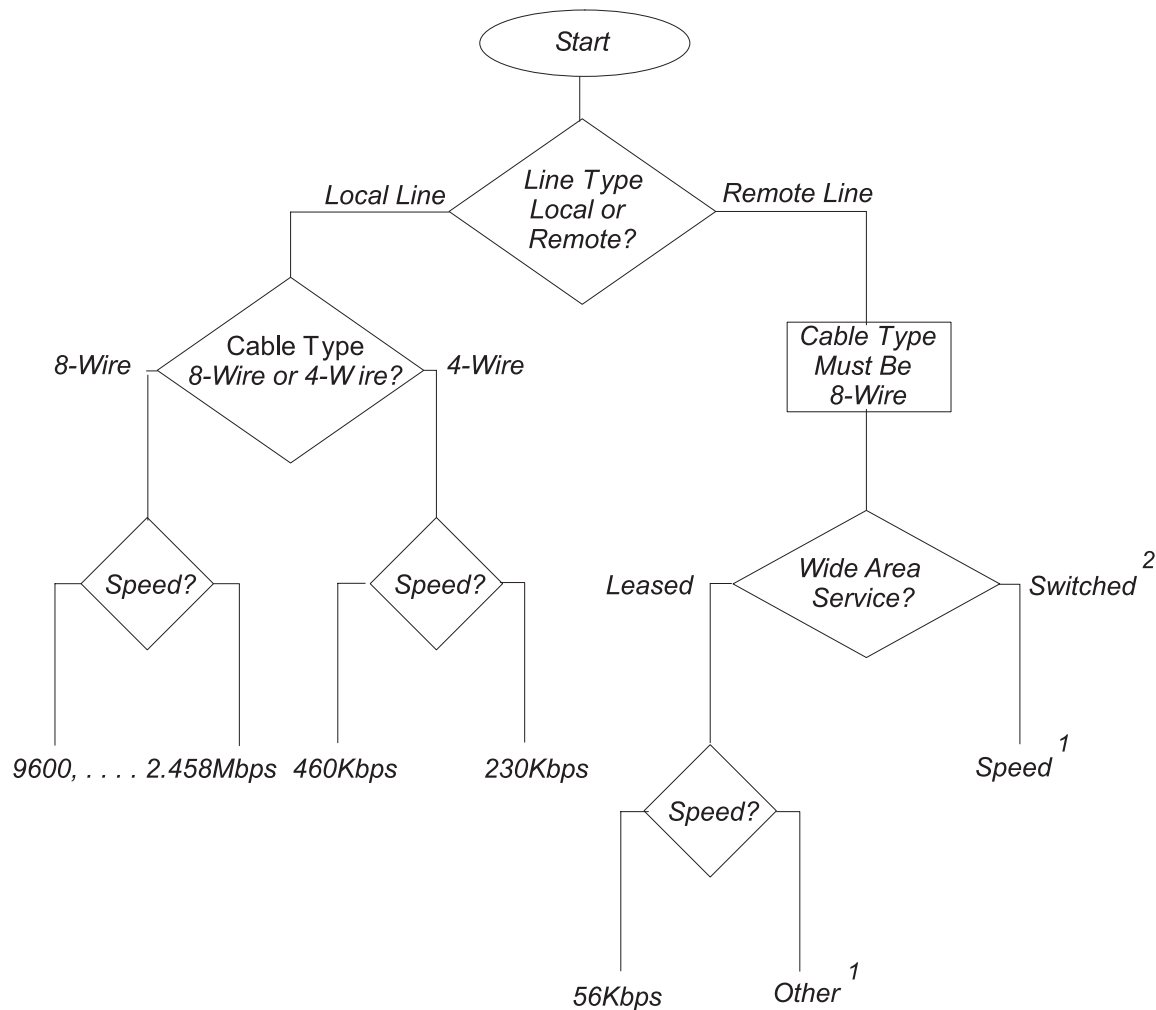 Start
Line Type
Local or
Remote?
Local Line
Remote Line
Cable Type
8-Wire or 4-W ire?
8-Wire
4-Wire
Cable Type
Must Be
8-Wire
Speed?
Speed?
Wide Area
Service?
Leased
Switched 2
9600, . . . . 2.458Mbps
460Kbps
230Kbps
Speed 1
Speed?
56Kbps
Other 1